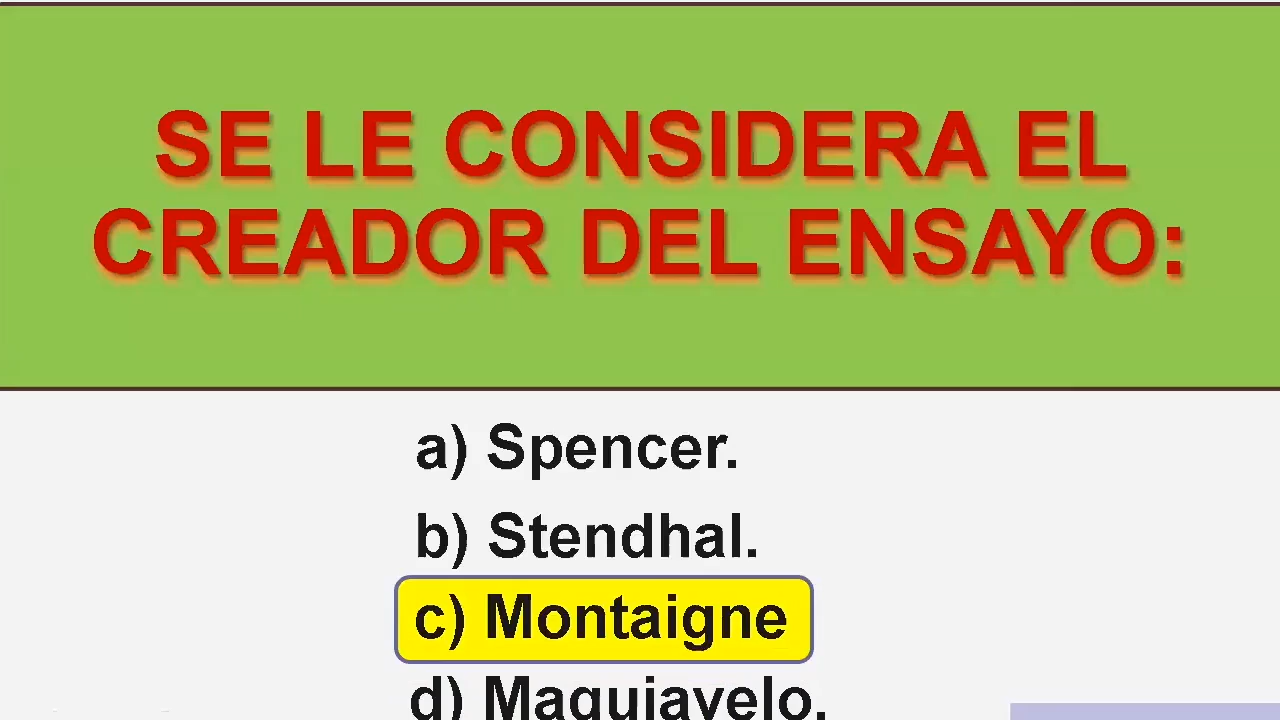 SE LE CONSIDERA EL
CREADOR DEL ENSAYO:
a) Spencer.
b) Stendhal.
c) Montaigne
d) Maquiavelo.